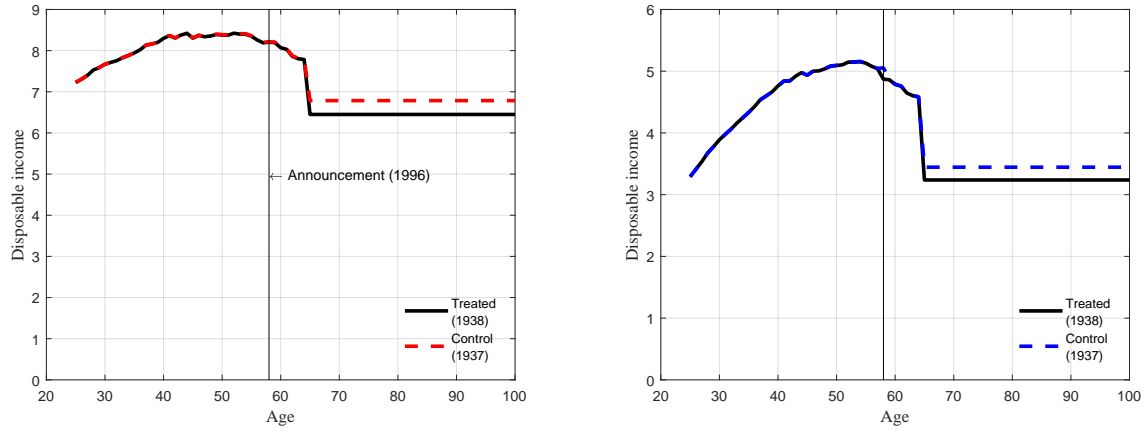 9
8
7
6
5
4
3
2
1
0
Disposable income
← Announcement (1996)
Treated
(1938)
Control
(1937)
20 30 40 50 60 70 80 90 100
Age
6
5
4
3
2
1
0
Disposable income
Treated
(1938)
Control
(1937)
20 30 40 50 60 70 80 90 100
Age